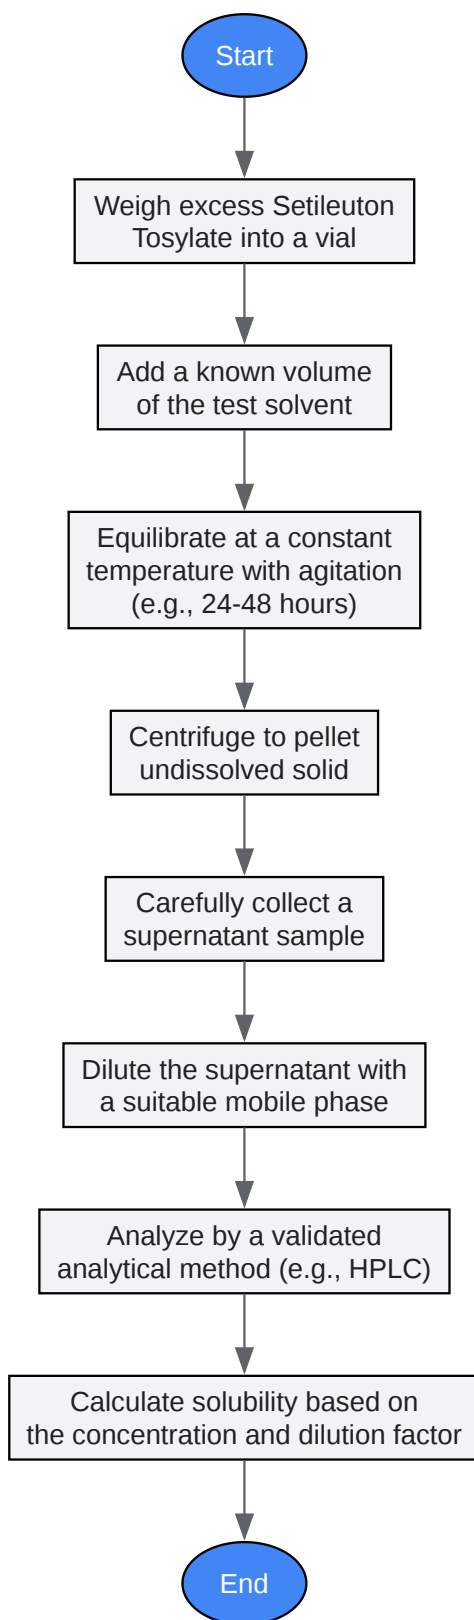 Start
Weigh excess Setileuton
Tosylate into a vial
Add a known volume
of the test solvent
Equilibrate at a constant
temperature with agitation
(e.g., 24-48 hours)
Centrifuge to pellet
undissolved solid
Carefully collect a
supernatant sample
Dilute the supernatant with
a suitable mobile phase
Analyze by a validated
analytical method (e.g., HPLC)
Calculate solubility based on
the concentration and dilution factor
End